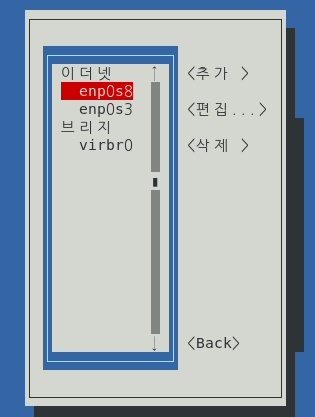 이더넷
enp0s8
enp0s3
브리지
virbr0
<추가 >
<편집...>
<삭제 >
<Back>